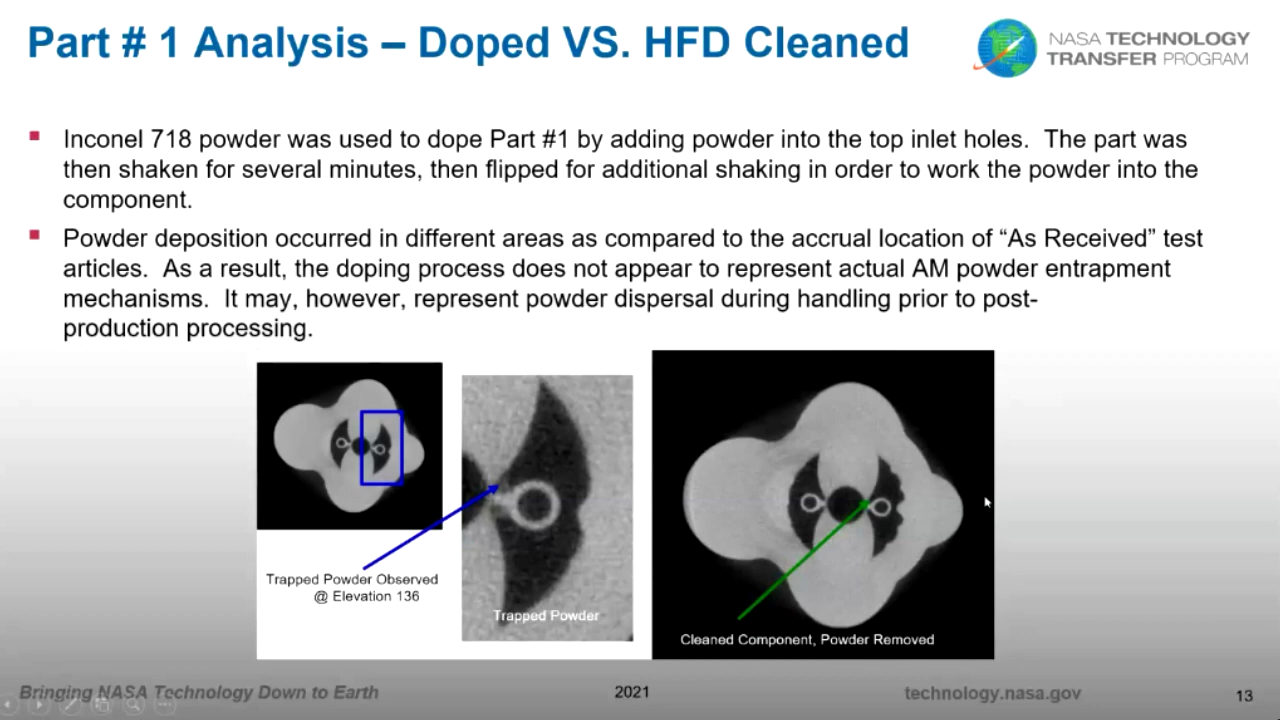 Part # 1 Analysis – Doped VS. HFD Cleaned
NASA TECHNOLOGY
TRANSFER PROGRAM
Inconel 718 powder was used to dope Part #1 by adding powder into the top inlet holes. The part was
then shaken for several minutes, then flipped for additional shaking in order to work the powder into the
component.
Powder deposition occurred in different areas as compared to the accrual location of “As Received” test
articles. As a result, the doping process does not appear to represent actual AM powder entrapment
mechanisms. It may, however, represent powder dispersal during handling prior to post-
production processing.
Trapped Powder Observed
@ Elevation 136
Trapped Powder
Cleaned Component, Powder Removed
Bringing NASA Technology Down to Earth
2021
technology.nasa.gov
13